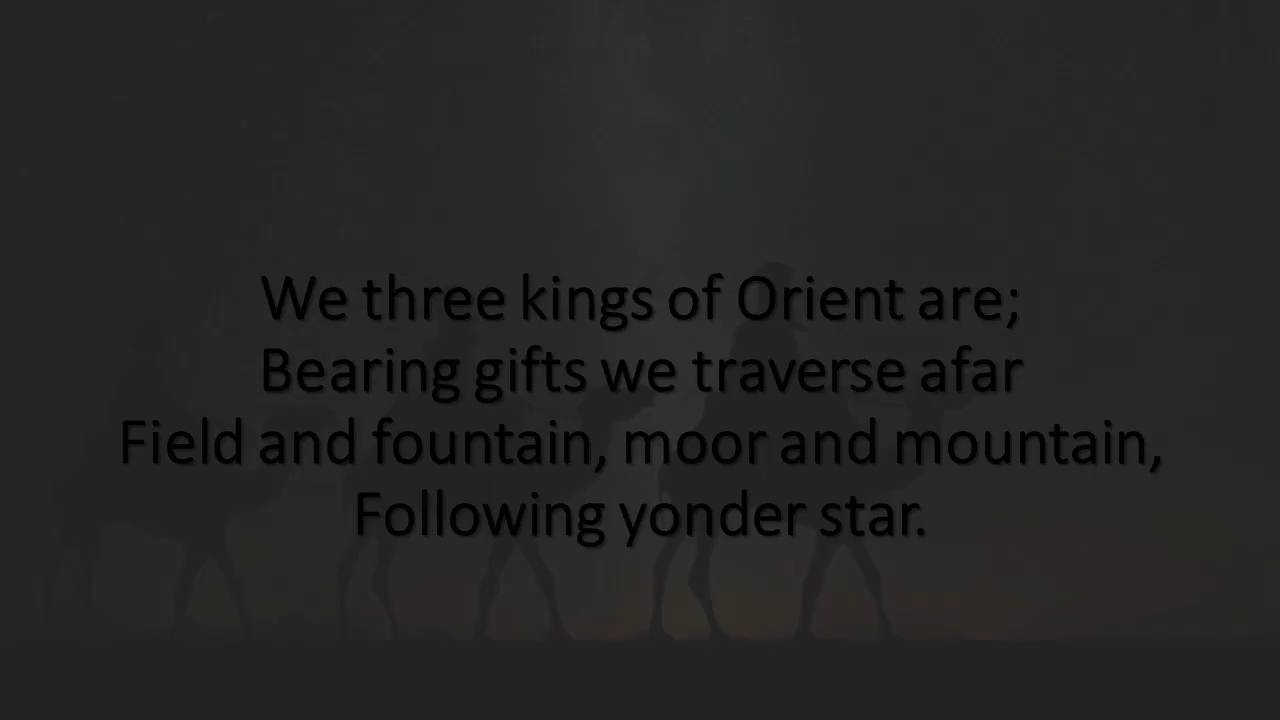 We three kings of Orient are;
Bearing gifts we traverse afar
Field and fountain, moor and mountain,
Following yonder star.